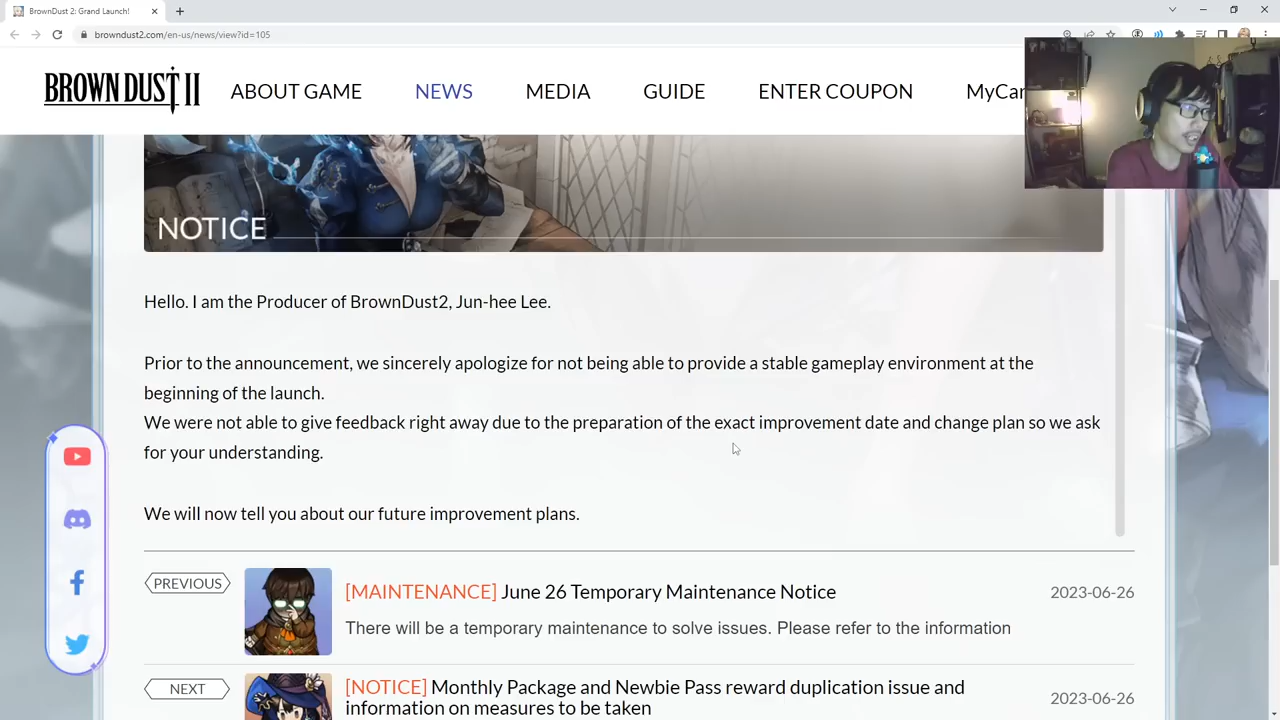 BrownDust 2: Grand Launch!
browndust2.com/en-us/news/view?id=105
BROWN DUST II
ABOUT GAME
NEWS
MEDIA
GUIDE
ENTER COUPON
MyCar
NOTICE
Hello. I am the Producer of BrownDust2, Jun-hee Lee.
Prior to the announcement, we sincerely apologize for not being able to provide a stable gameplay environment at the
beginning of the launch.
We were not able to give feedback right away due to the preparation of the exact improvement date and change plan so we ask
for your understanding.
We will now tell you about our future improvement plans.
PREVIOUS
[MAINTENANCE] June 26 Temporary Maintenance Notice
2023-06-26
There will be a temporary maintenance to solve issues. Please refer to the information
NEXT
[NOTICE] Monthly Package and Newbie Pass reward duplication issue and
information on measures to be taken
2023-06-26